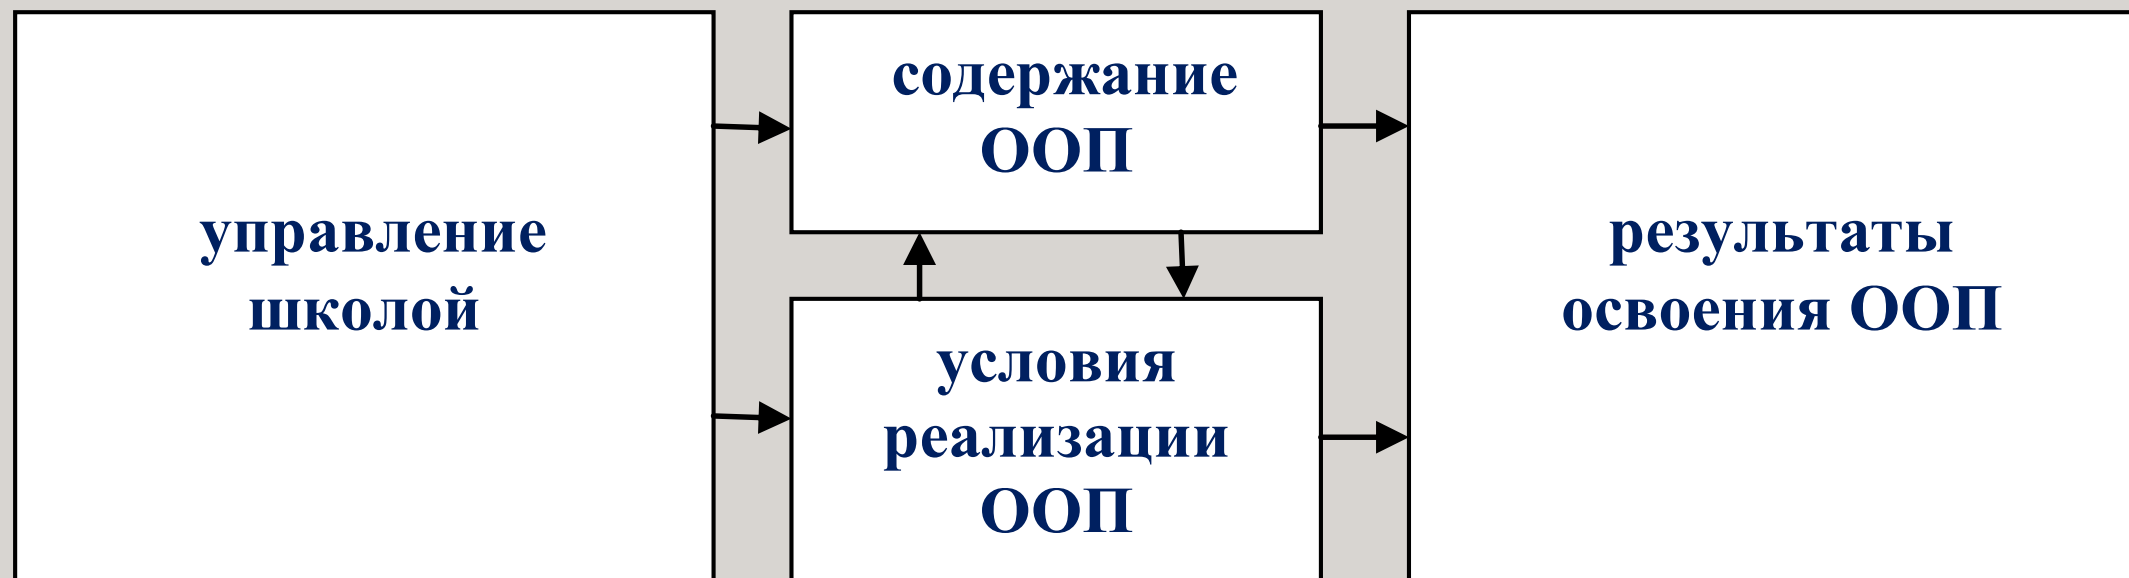 управление
школой
содержание
ООП
условия
реализации
ООП
результаты
освоения ООП